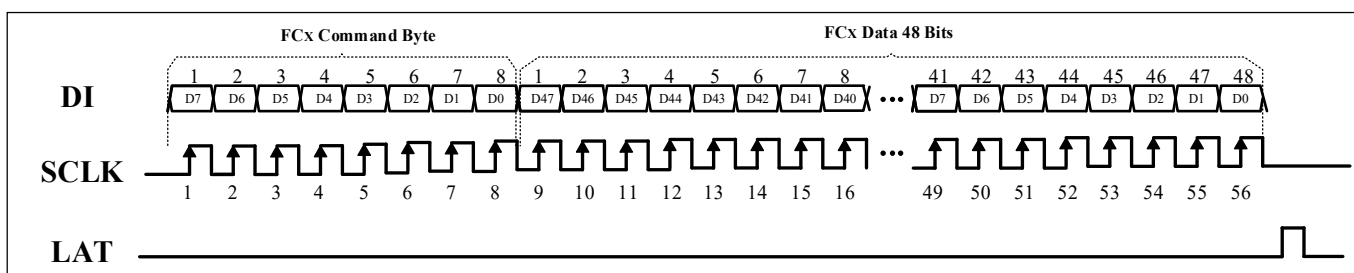 FCx Command Byte FCx Data 48 Bits
1 2 3 4 5 6 7 8 1 2 3 4 5 6 7 8 41 42 43 44 45 46 47 48
DI D7 D6 D5 D4 D3 D2 D1 D0 D47 D46 D45 D44 D43 D42 D41 D40 ••• D7 D6 D5 D4 D3 D2 D1 D0
SCLK •••
1 2 3 4 5 6 7 8 9 10 11 12 13 14 15 16 49 50 51 52 53 54 55 56
LAT